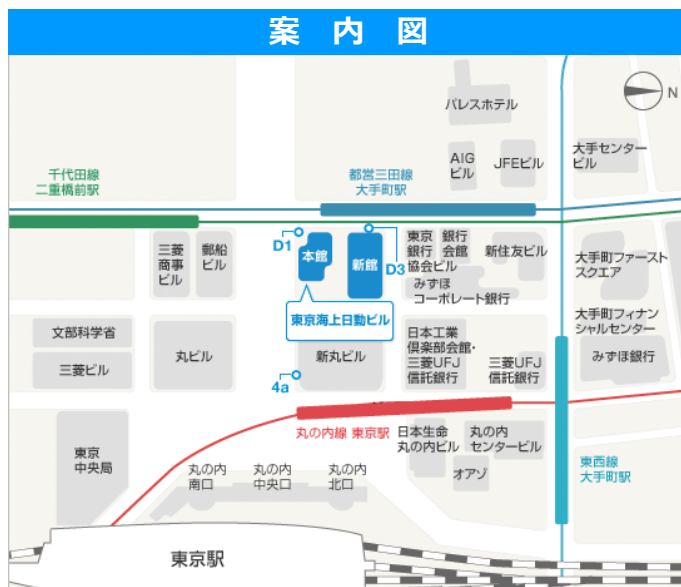 案内図
N
パレスホテル
AIG
ビル
JFEビル
大手センター
ビル
千代田線
二重橋前駅
都営三田線
大手町駅
D1
本館
新館
D3
東京
銀行
協会ビル
銀行
会館
新住友ビル
三菱
商事
ビル
郵船
ビル
みずほ
コーポレート銀行
大手町ファースト
スクエア
東京海上日動ビル
大手町フィナン
シャルセンター
みずほ銀行
文部科学省
三菱ビル
丸ビル
新丸ビル
4a
日本工業
倶楽部会館・
三菱UFJ
信託銀行
三菱UFJ
信託銀行
丸の内線 東京駅
日本生命
丸の内ビル
丸の内
センタービル
オアゾ
東西線
大手町駅
東京
中央局
丸の内
南口
丸の内
中央口
丸の内
北口
東京駅